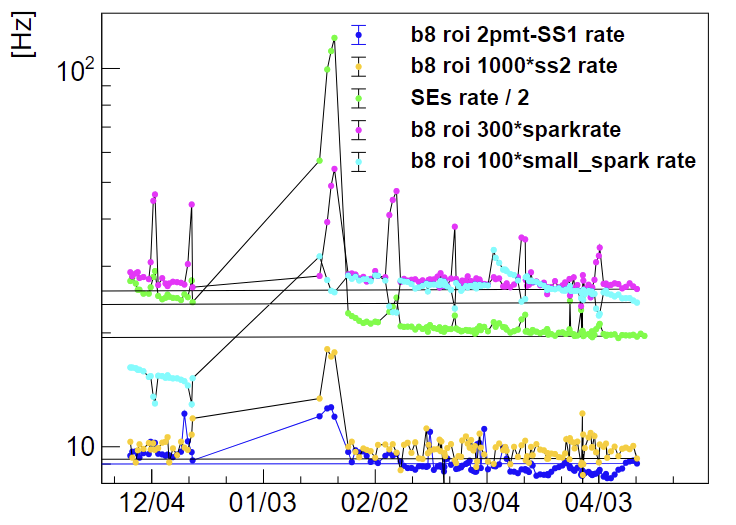 [Hz]
b8 roi 2pmt-SS1 rate
b8 roi 1000*ss2 rate
SEs rate / 2
b8 roi 300*sparkrate
b8 roi 100*small_spark rate
10²
10
12/04 01/03 02/02 03/04 04/03